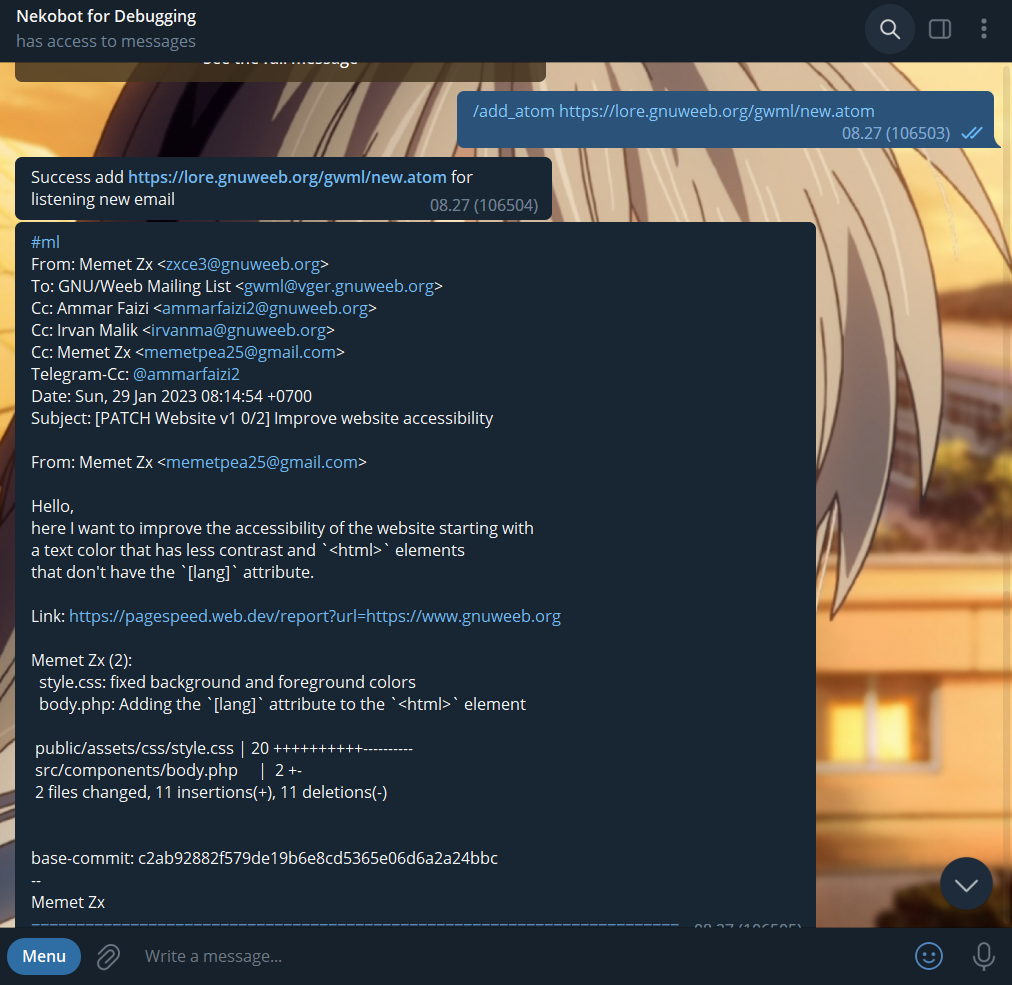 Nekobot for Debugging
has access to messages
See the full message
/add_atom https://lore.gnuweeb.org/gwml/new.atom
08.27 (106503)
Success add https://lore.gnuweeb.org/gwml/new.atom for
listening new email
08.27 (106504)
#ml
From: Memet Zx <zxce3@gnuweeb.org>
To: GNU/Weeb Mailing List <gwml@vger.gnuweeb.org>
Cc: Ammar Faizi <ammarfaizi2@gnuweeb.org>
Cc: Irvan Malik <irvanma@gnuweeb.org>
Cc: Memet Zx <memetpea25@gmail.com>
Telegram-Cc: @ammarfaizi2
Date: Sun, 29 Jan 2023 08:14:54 +0700
Subject: [PATCH Website v1 0/2] Improve website accessibility
From: Memet Zx <memetpea25@gmail.com>
Hello,
here I want to improve the accessibility of the website starting with
a text color that has less contrast and `<html>` elements
that don't have the `[lang]` attribute.
Link: https://pagespeed.web.dev/report?url=https://www.gnuweeb.org
Memet Zx (2):
style.css: fixed background and foreground colors
body.php: Adding the `[lang]` attribute to the `<html>` element
public/assets/css/style.css | 20 ++++++++++----------
src/components/body.php | 2 +-
2 files changed, 11 insertions(+), 11 deletions(-)
base-commit: c2ab92882f579de19b6e8cd5365e06d6a2a24bbc
--
Memet Zx
08.27 (106505)
Menu
Write a message...